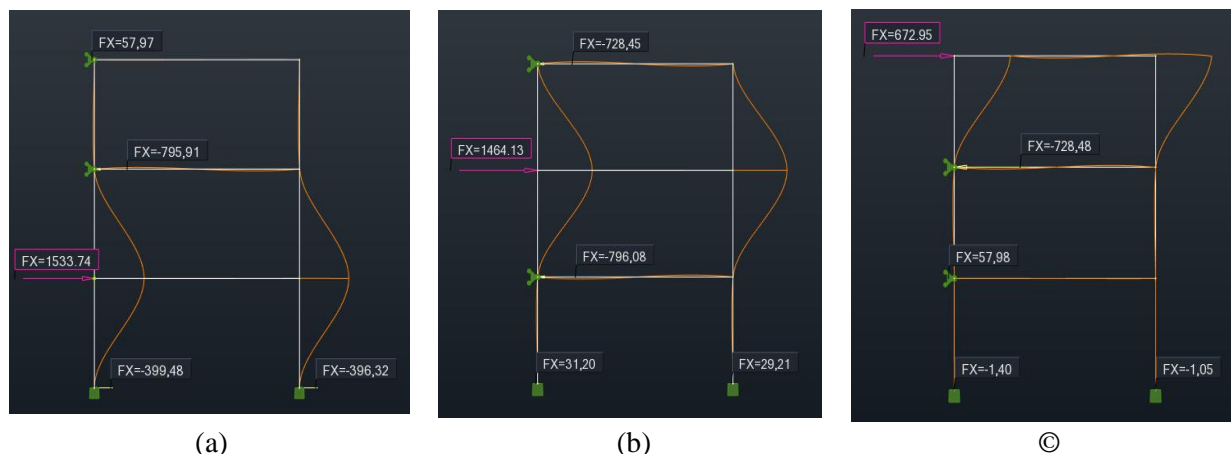 FX=57,97
FX=-795,91
FX=1533.74
FX=-399,48
FX=-396,32
(a)
FX=-728,45
FX=1464.13
FX=-796,08
FX=31,20
FX=29,21
(b)
FX=672.95
FX=-728,48
FX=57,98
FX=-1,40
FX=-1,05
©